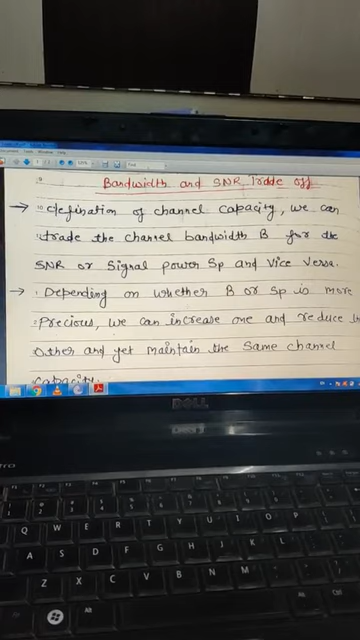 Bandwidth and SNR Trade off
→ defination of channel capacity, we can
trade the channel bandwidth B for the
SNR or Signal power Sp and Vice Versa.
→ Depending on whether B or Sp is more
Precious, we can increase one and reduce
Other and yet maintain the Same channel
capacity.
DELL